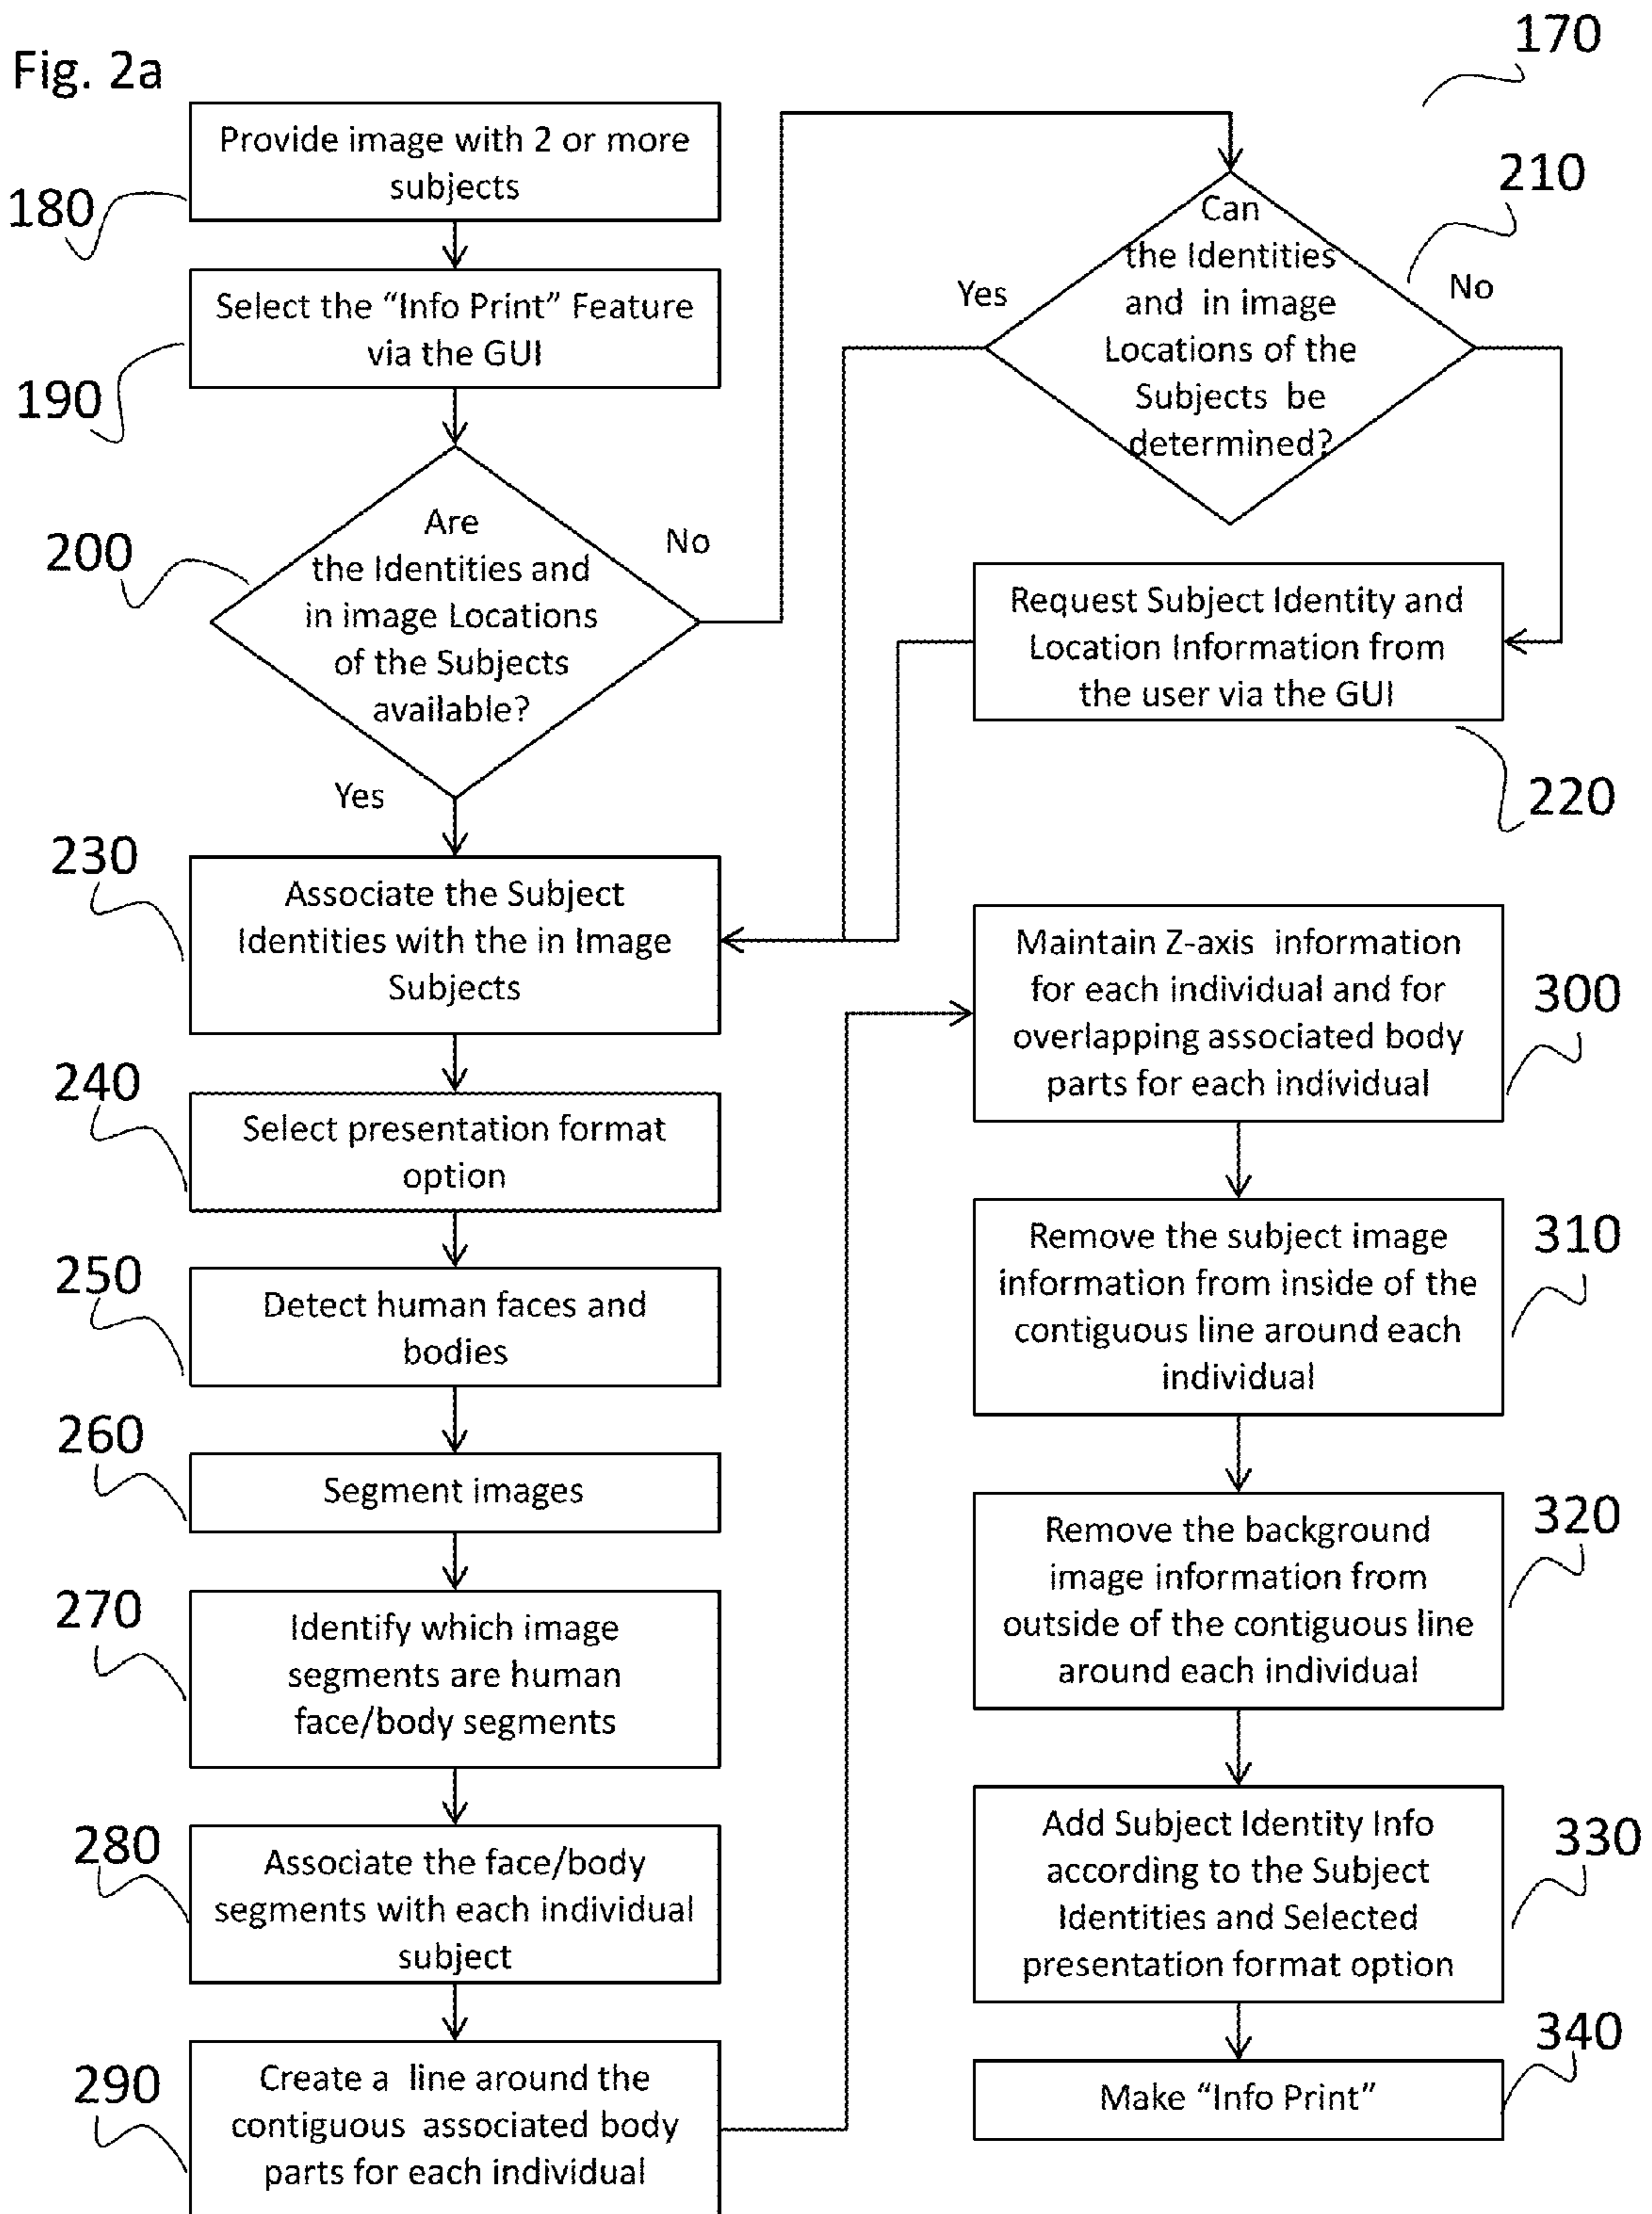 Fig. 2a
170
Provide image with 2 or more
subjects
180
Select the “Info Print” Feature
via the GUI
190
Are
the Identities and
in image Locations
of the Subjects
available?
200
No
Yes
Can
the Identities
and in image
Locations of the
Subjects be
determined?
210
Yes
No
Request Subject Identity and
Location Information from
the user via the GUI
220
230
Associate the Subject
Identities with the in Image
Subjects
240
Select presentation format
option
250
Detect human faces and
bodies
260
Segment images
270
Identify which image
segments are human
face/body segments
280
Associate the face/body
segments with each individual
subject
290
Create a line around the
contiguous associated body
parts for each individual
Maintain Z-axis information
for each individual and for
overlapping associated body
parts for each individual
300
Remove the subject image
information from inside of the
contiguous line around each
individual
310
Remove the background
image information from
outside of the contiguous line
around each individual
320
Add Subject Identity Info
according to the Subject
Identities and Selected
presentation format option
330
Make “Info Print”
340